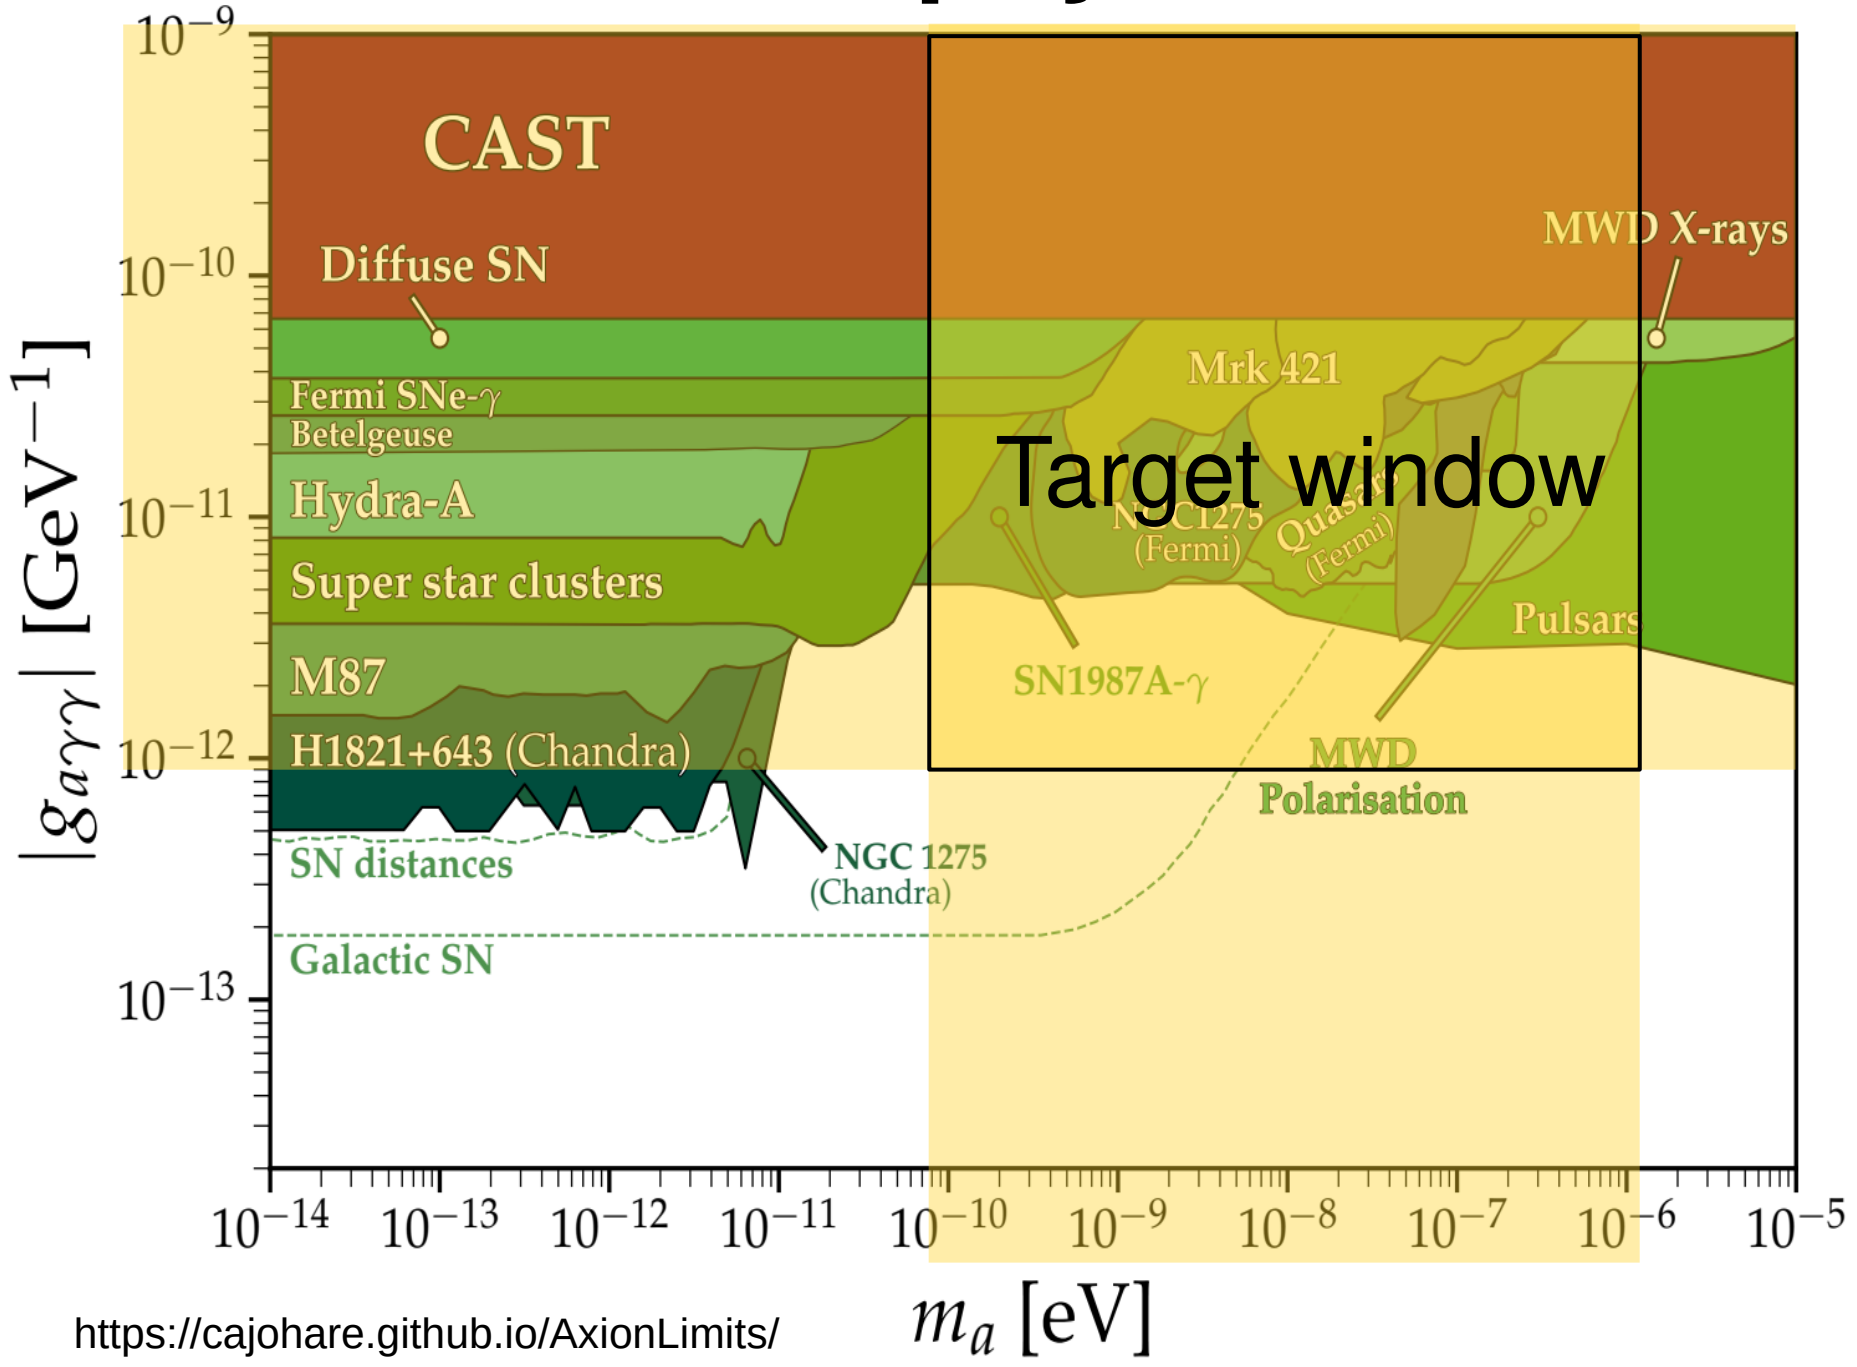 10−9
CAST
MWD X-rays
Diffuse SN
10−10
Mrk 421
Fermi SNe-γ
Betelgeuse
Target window
Hydra-A
10−11
NGC1275
(Fermi)
Quasars
(Fermi)
Super star clusters
Pulsars
M87
SN1987A-γ
10−12
H1821+643 (Chandra)
MWD
Polarisation
SN distances
NGC 1275
(Chandra)
Galactic SN
10−13
|gaγγ| [GeV−1]
10−14 10−13 10−12 10−11 10−10 10−9 10−8 10−7 10−6 10−5
ma [eV]
https://cajohare.github.io/AxionLimits/